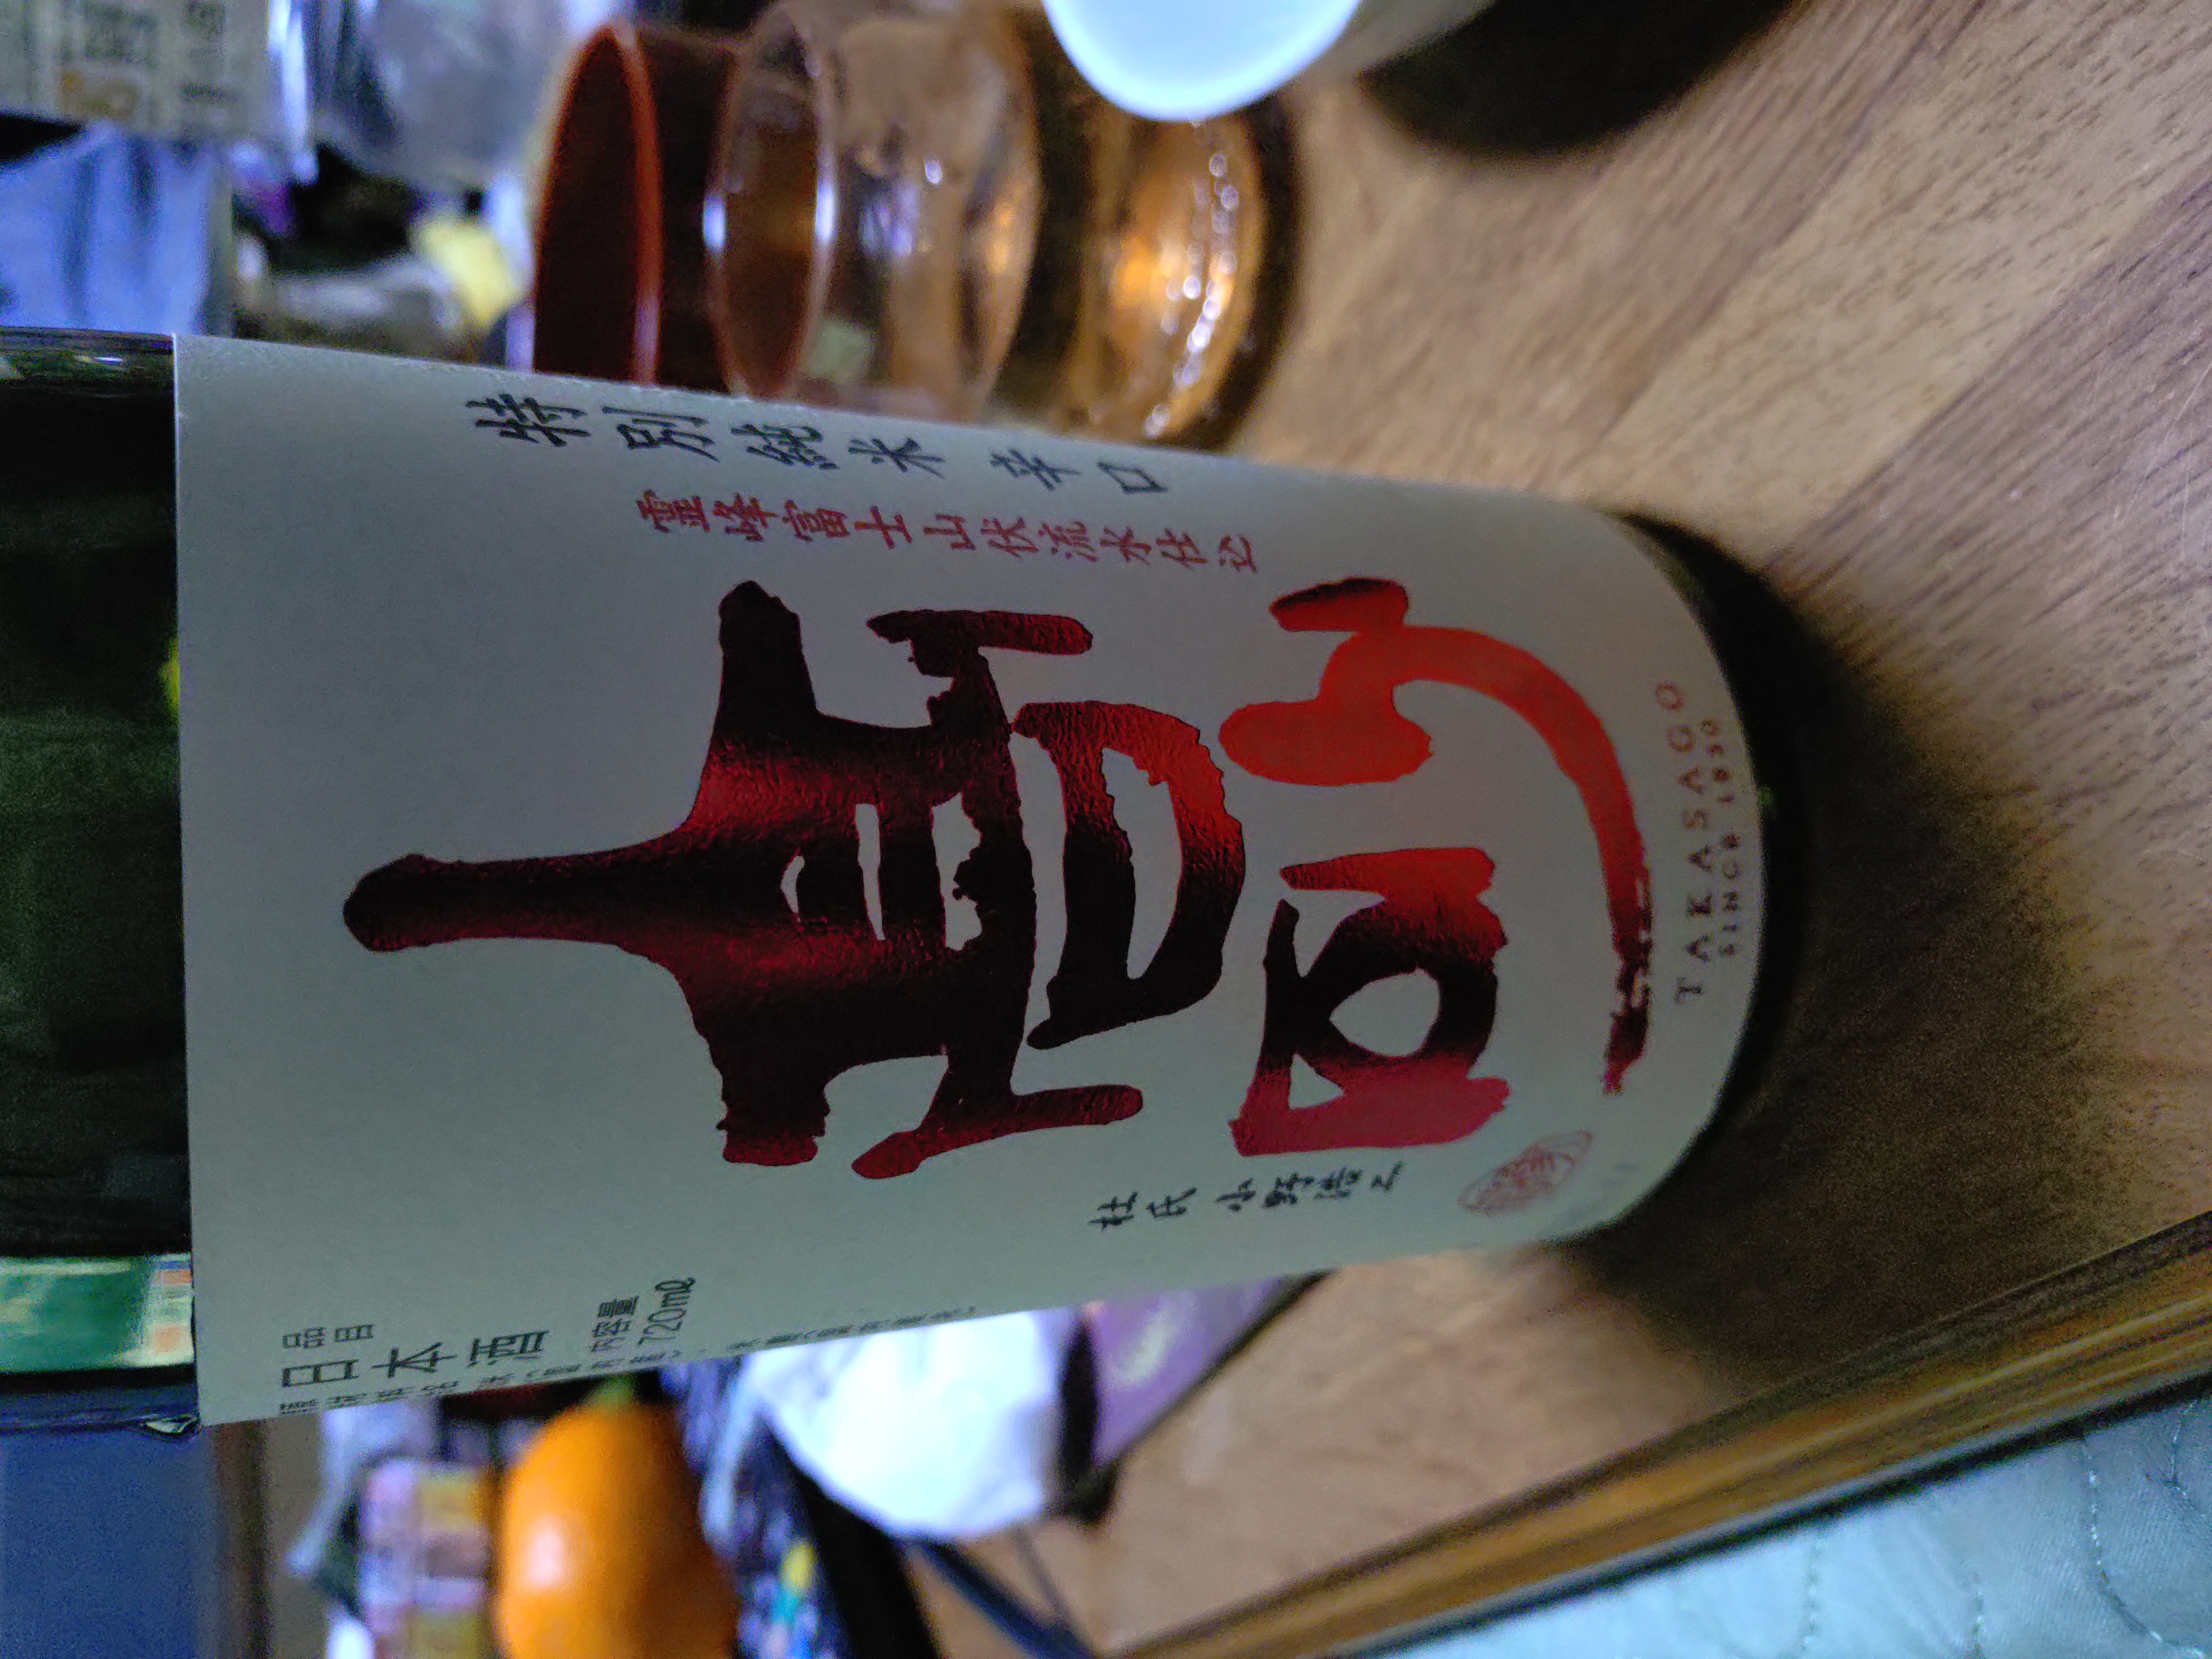 特別純米 辛口
霊峰富士山伏流水仕込
高砂
杜氏 小野浩二
TAKASAGO
SINCE 1830
品目
日本酒
内容量
720mℓ